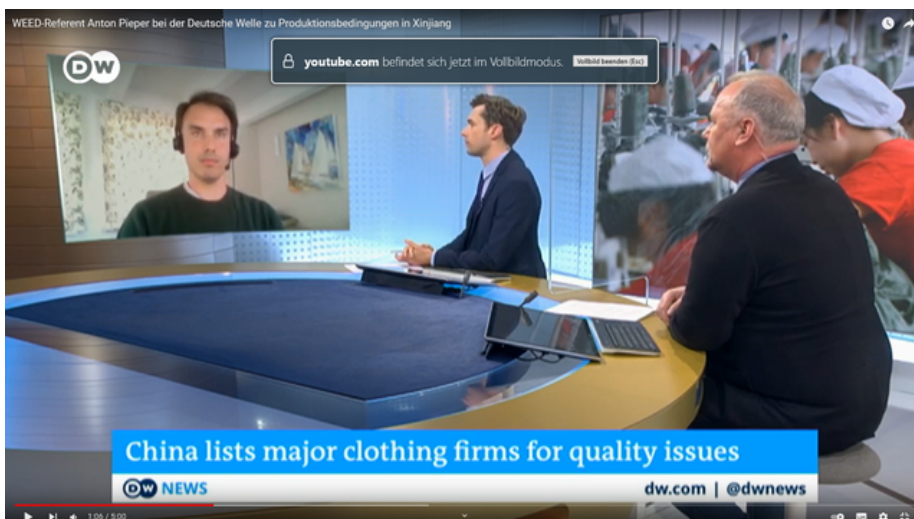 WEED-Referent Anton Pieper bei der Deutsche Welle zu Produktionsbedingungen in Xinjiang
youtube.com befindet sich jetzt im Vollbildmodus. Vollbild beenden (Esc)
DW
China lists major clothing firms for quality issues
DW NEWS dw.com | @dwnews
1:06 / 5:00